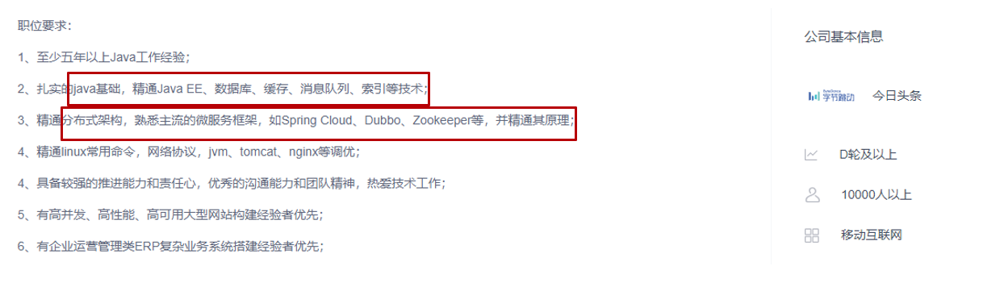 职位要求：
1、至少五年以上Java工作经验；
2、扎实的java基础，精通Java EE、数据库、缓存、消息队列、索引等技术；
3、精通分布式架构，熟悉主流的微服务框架，如Spring Cloud、Dubbo、Zookeeper等，并精通其原理；
4、精通linux常用命令，网络协议，jvm、tomcat、nginx等调优；
4、具备较强的推进能力和责任心，优秀的沟通能力和团队精神，热爱技术工作；
5、有高并发、高性能、高可用大型网站构建经验者优先；
6、有企业运营管理类ERP复杂业务系统搭建经验者优先；
公司基本信息
字节跳动
今日头条
D轮及以上
10000人以上
移动互联网